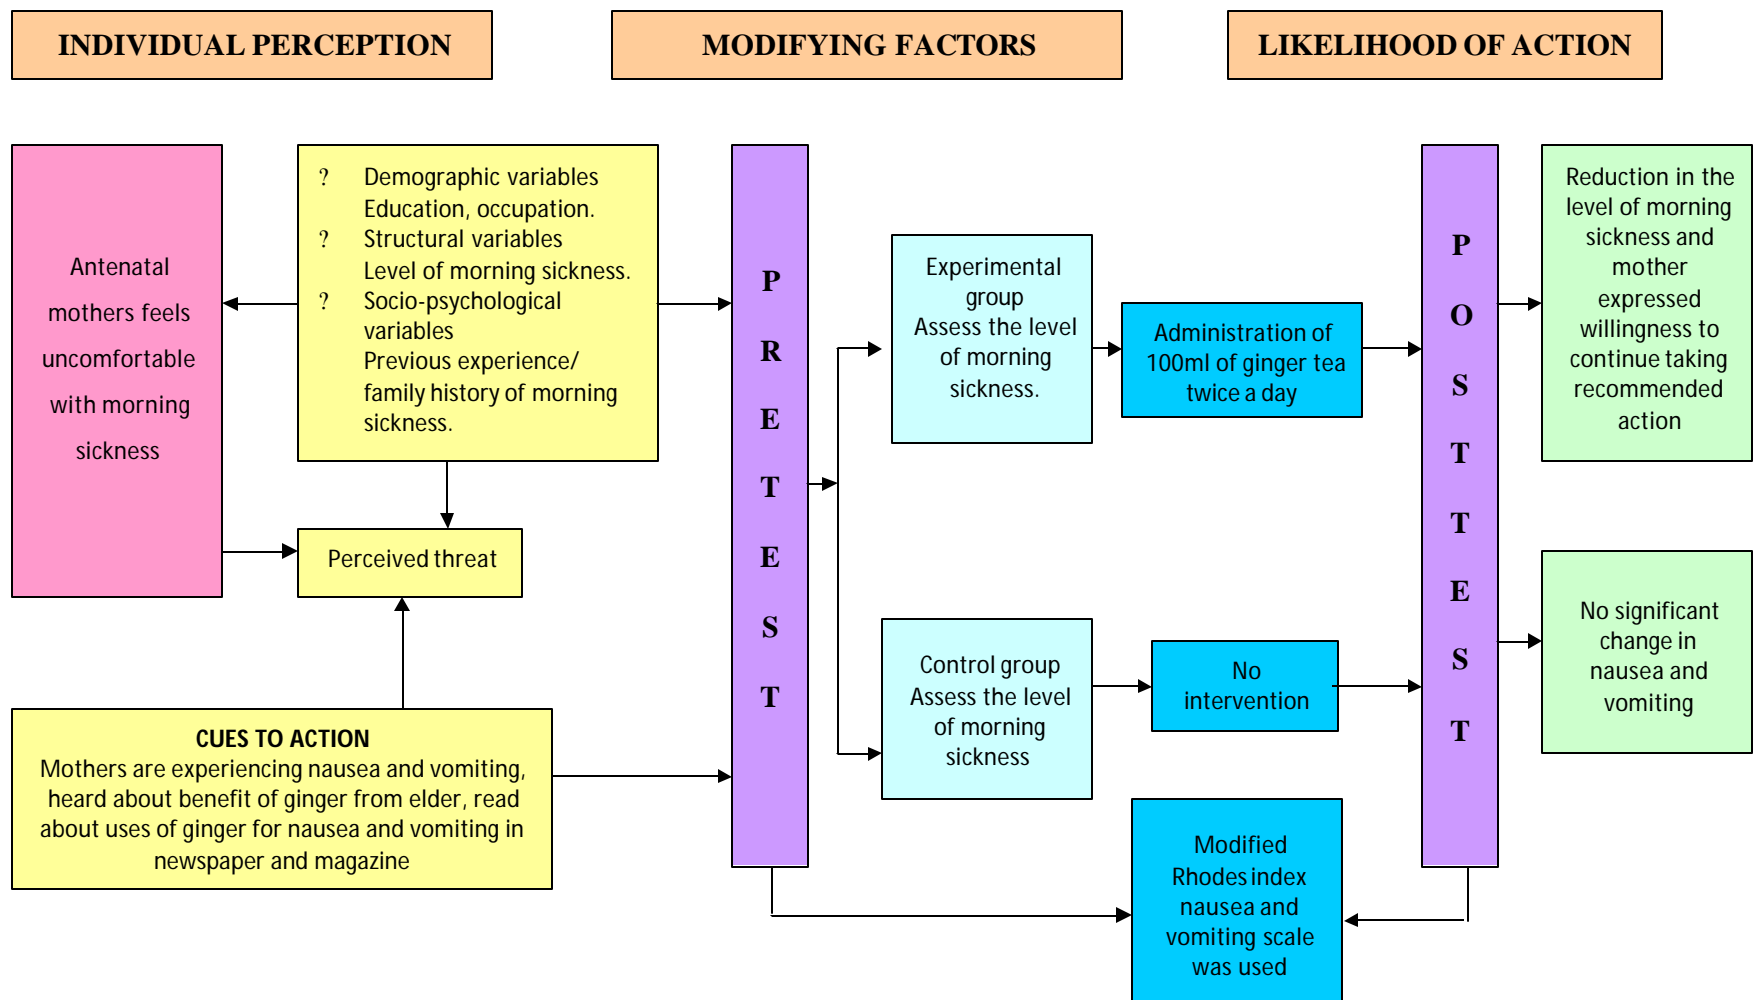 INDIVIDUAL PERCEPTION
MODIFYING FACTORS
LIKELIHOOD OF ACTION
Antenatal
mothers feels
uncomfortable
with morning
sickness
? Demographic variables
Education, occupation.
? Structural variables
Level of morning sickness.
? Socio-psychological
variables
Previous experience/
family history of morning
sickness.
Perceived threat
CUES TO ACTION
Mothers are experiencing nausea and vomiting,
heard about benefit of ginger from elder, read
about uses of ginger for nausea and vomiting in
newspaper and magazine
P
R
E
T
E
S
T
Experimental
group
Assess the level
of morning
sickness.
Administration of
100ml of ginger tea
twice a day
Control group
Assess the level
of morning
sickness
No
intervention
Modified
Rhodes index
nausea and
vomiting scale
was used
P
O
S
T
T
E
S
T
Reduction in the
level of morning
sickness and
mother
expressed
willingness to
continue taking
recommended
action
No significant
change in
nausea and
vomiting